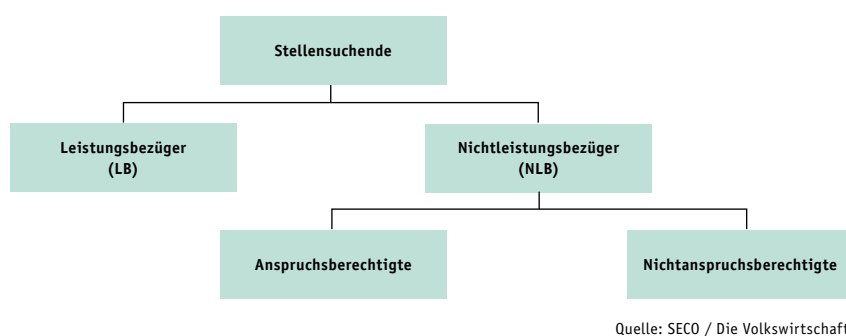 Stellensuchende
Leistungsbezüger
(LB)
Nichtleistungsbezüger
(NLB)
Anspruchsberechtigte
Nichtanspruchsberechtigte
Quelle: SECO / Die Volkswirtschaft